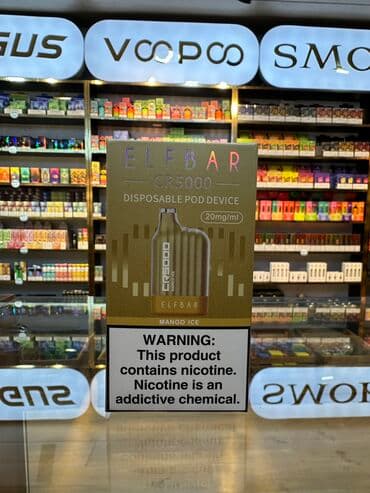 GUS
VOOPOO
SMO
ELFBAR
CR5000
DISPOSABLE POD DEVICE
20mg/ml
CR5000
ELFBAR
MANGO ICE
WARNING:
This product
contains nicotine.
Nicotine is an
addictive chemical.